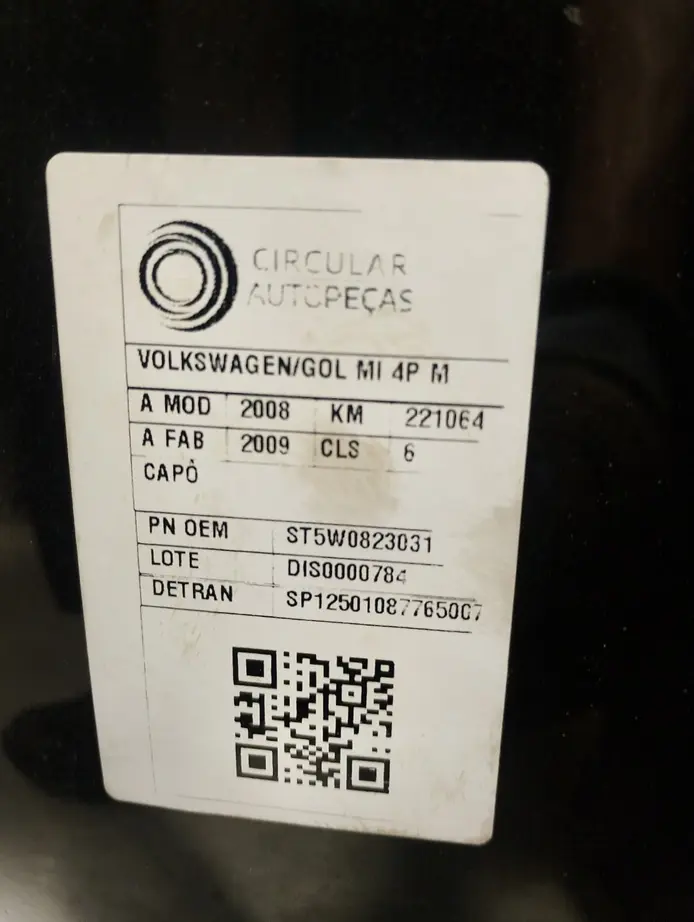 CIRCULAR
AUTOPEÇAS
VOLKSWAGEN/GOL MI 4P M
A MOD 2008 KM 221064
A FAB 2009 CLS 6
CAPÔ
PN OEM ST5W0823031
LOTE DIS0000784
DETRAN SP12501087765007